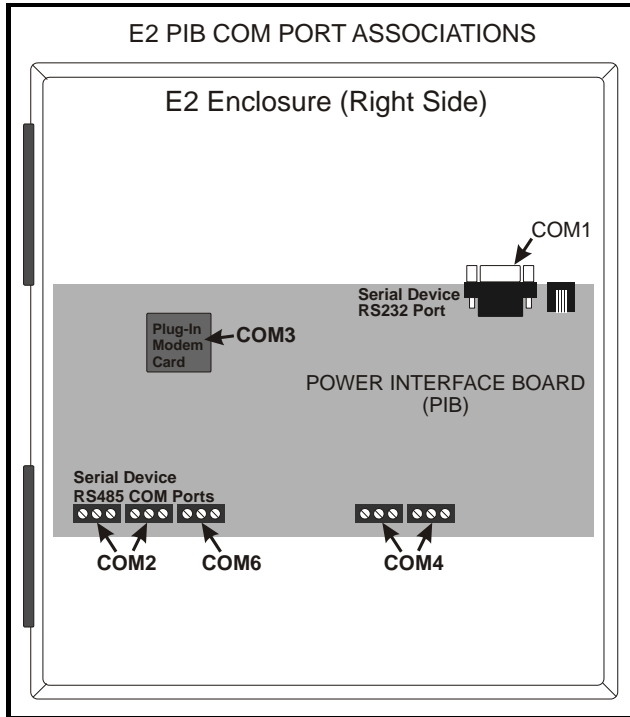 E2 PIB COM PORT ASSOCIATIONS
E2 Enclosure (Right Side)
COM1
Serial Device
RS232 Port
Plug-In
Modem
Card
COM3
POWER INTERFACE BOARD
(PIB)
Serial Device
RS485 COM Ports
COM2
COM6
COM4